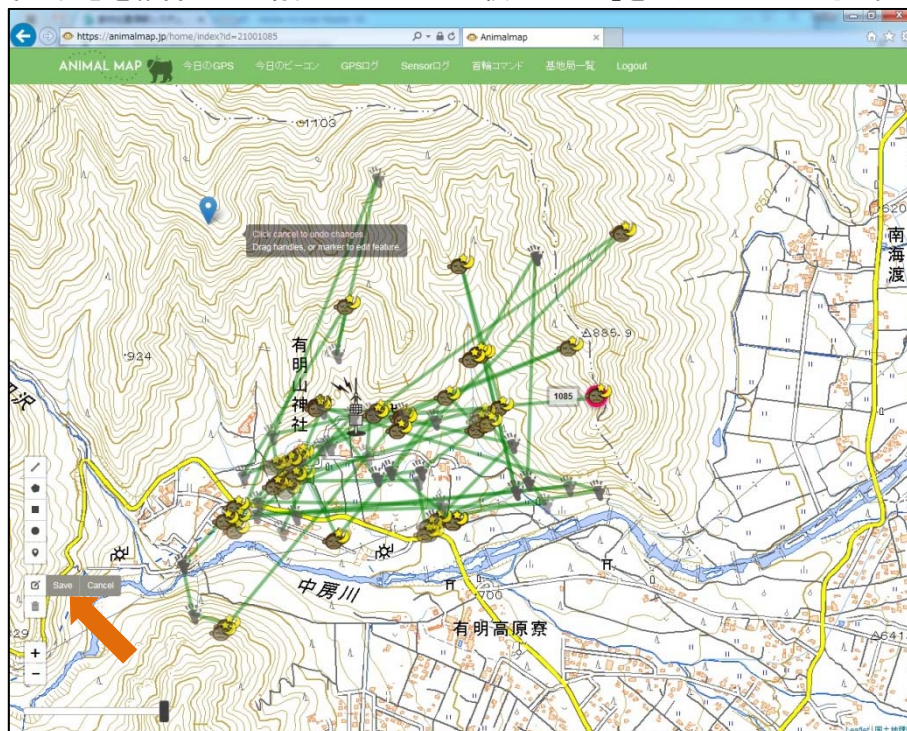 https://animalmap.jp/home/index?id=21001085
Animalmap
ANIMAL MAP
今日のGPS 今日のビーコン GPSログ Sensorログ 首輪コマンド 基地局一覧 Logout
1103
Click cancel to undo changes.
Drag handles, or marker to edit feature.
620
650
南海渡
885.9
924
有明山神社
1085
Save Cancel
中房川
700
有明高原寮
641
+
−
Leaflet